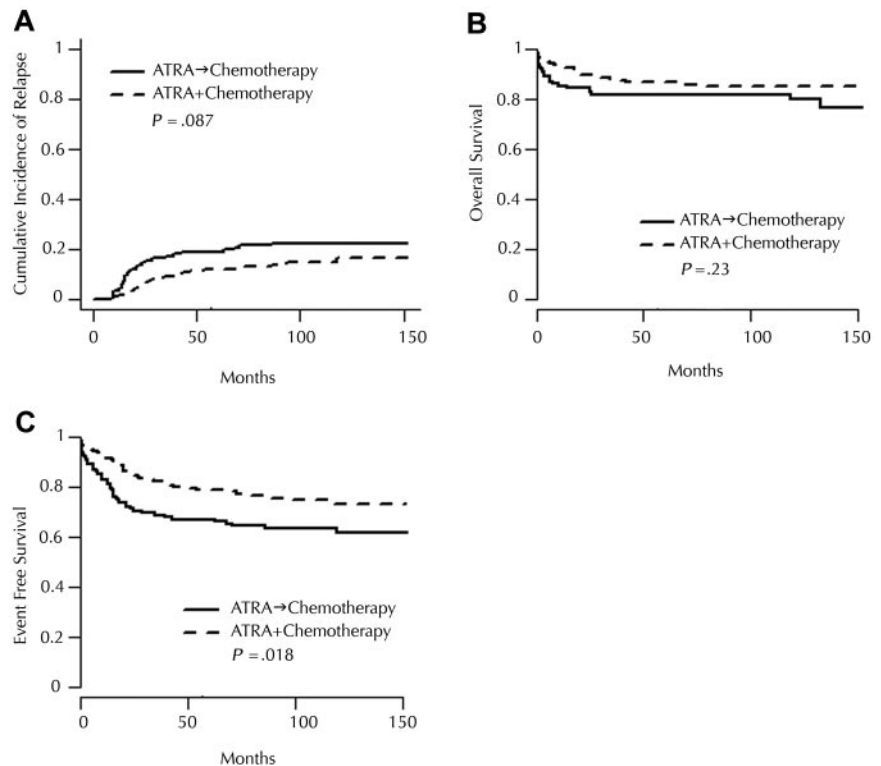 A
Cumulative Incidence of Relapse
1
0.8
0.6
0.4
0.2
0
ATRA→Chemotherapy
ATRA+Chemotherapy
P = .087
0 50 100 150
Months
B
Overall Survival
1
0.8
0.6
0.4
0.2
0
ATRA→Chemotherapy
ATRA+Chemotherapy
P = .23
0 50 100 150
Months
C
Event Free Survival
1
0.8
0.6
0.4
0.2
0
ATRA→Chemotherapy
ATRA+Chemotherapy
P = .018
0 50 100 150
Months